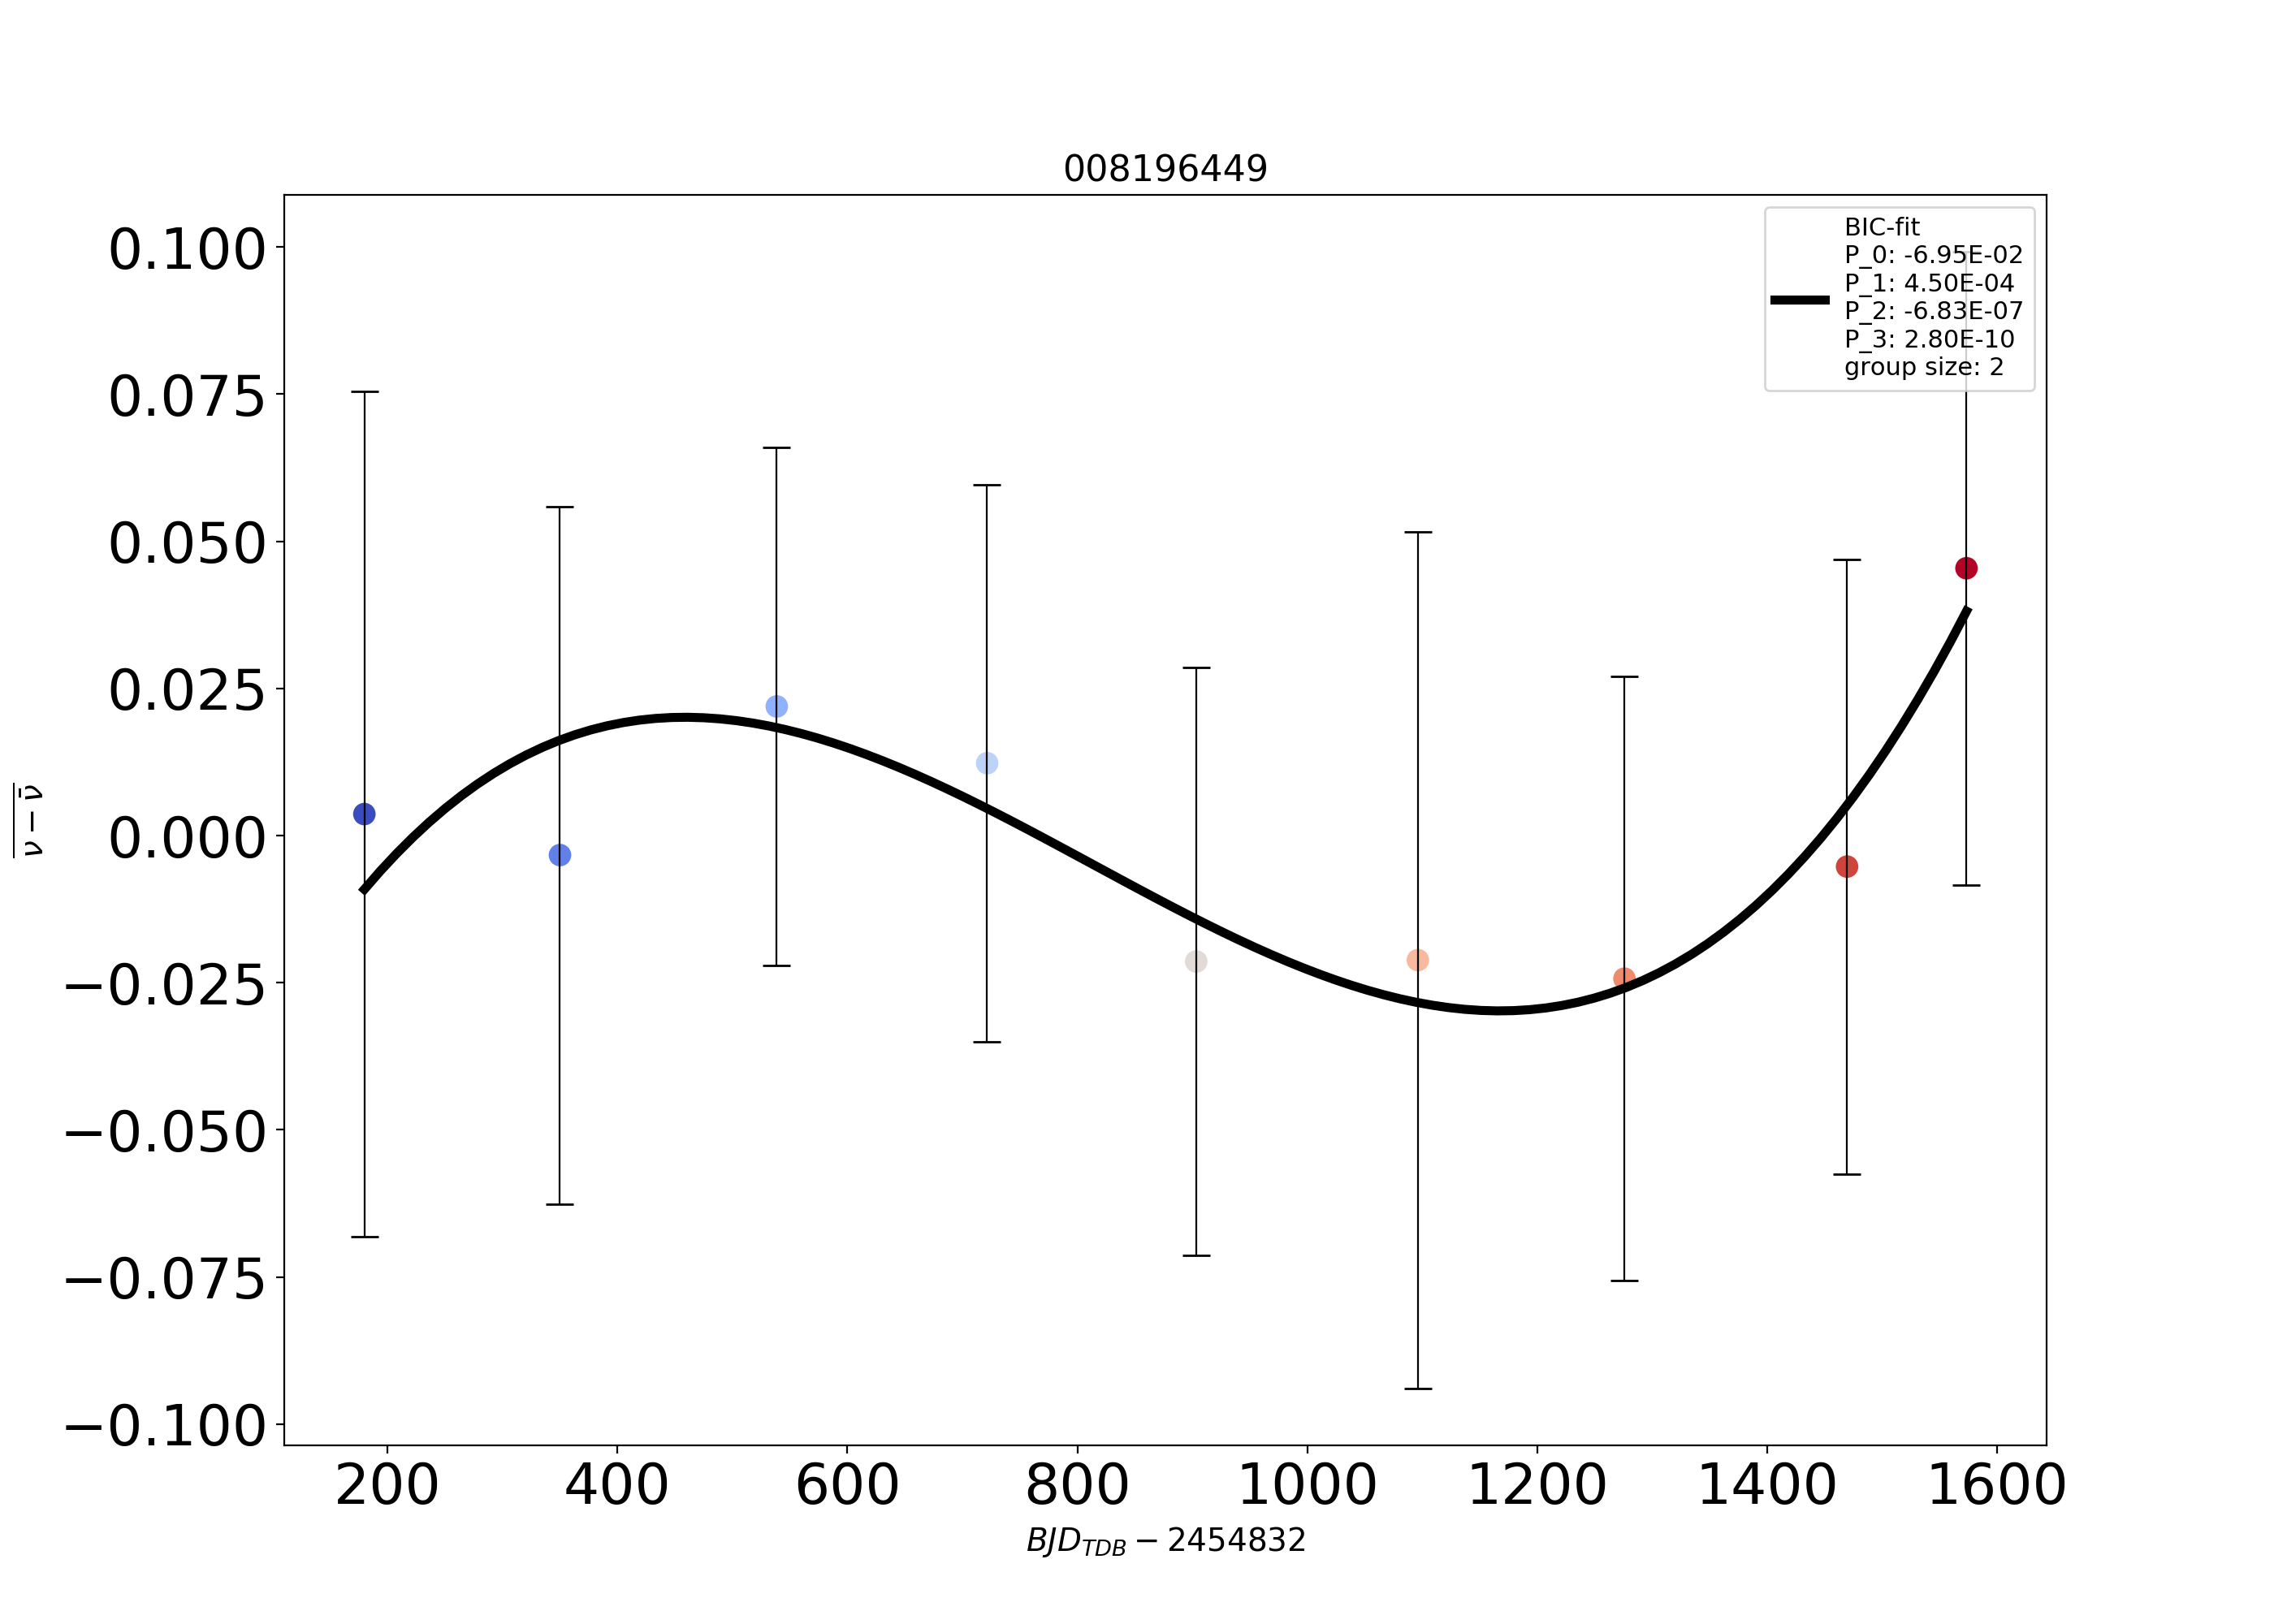 008196449
0.100
0.075
0.050
0.025
0.000
−0.025
−0.050
−0.075
−0.100
ν − ν̄
BIC-fit
P_0: -6.95E-02
P_1: 4.50E-04
P_2: -6.83E-07
P_3: 2.80E-10
group size: 2
200 400 600 800 1000 1200 1400 1600
BJD_TDB − 2454832